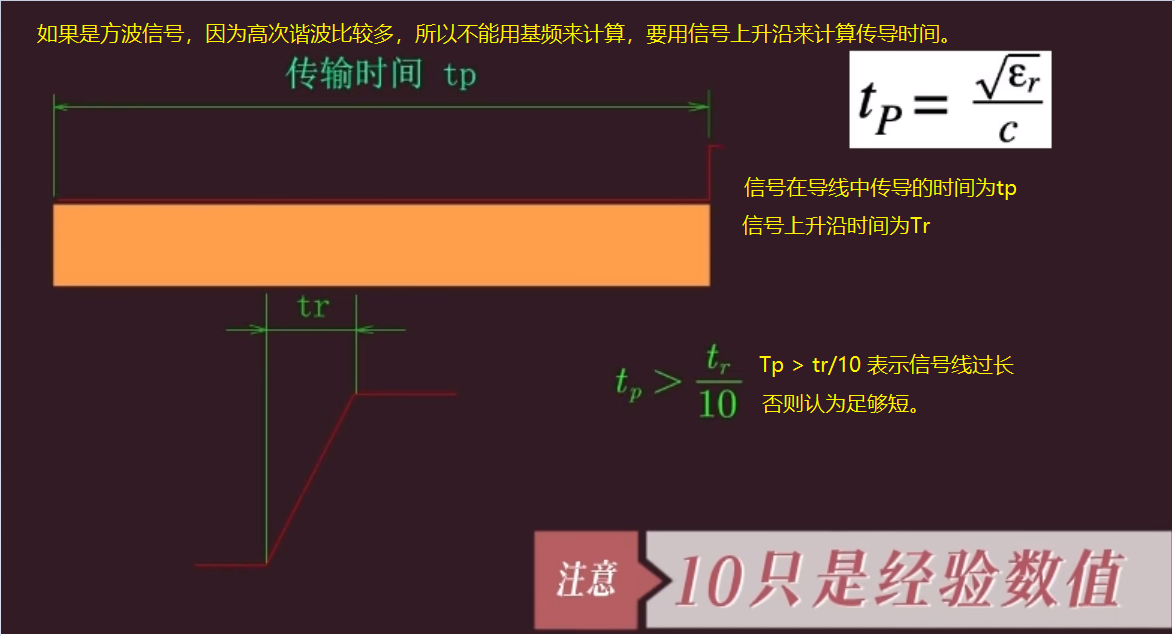 如果是方波信号，因为高次谐波比较多，所以不能用基频来计算，要用信号上升沿来计算传导时间。
传输时间 tp
t_P = √ε_r / c
信号在导线中传导的时间为tp
信号上升沿时间为Tr
tr
t_p > t_r / 10
Tp > tr/10 表示信号线过长
否则认为足够短。
注意
10只是经验数值